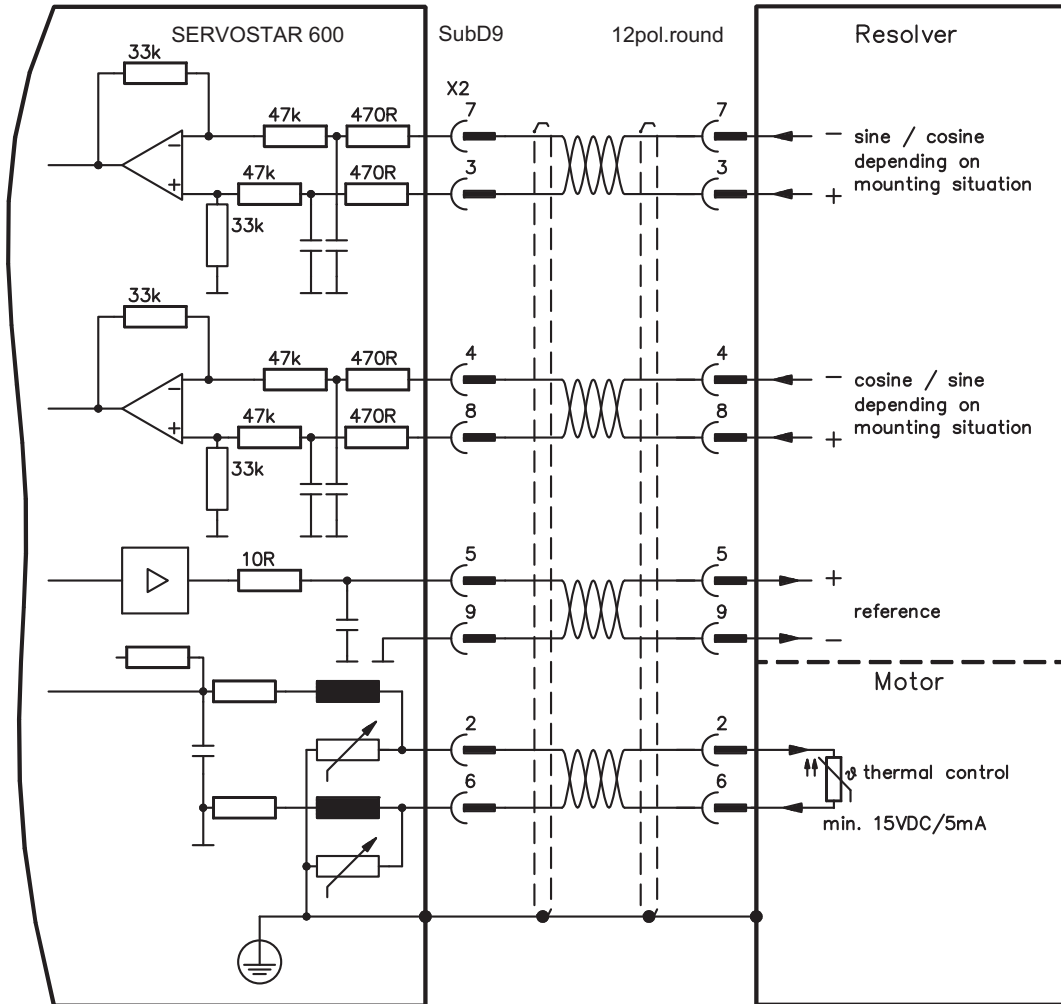 SERVOSTAR 600
SubD9
12pol.round
Resolver
33k
X2
47k
470R
7
7
−
sine / cosine
depending on
mounting situation
−
+
47k
470R
3
3
+
33k
33k
47k
470R
4
4
−
cosine / sine
depending on
mounting situation
−
+
47k
470R
8
8
+
33k
10R
5
5
+
reference
9
9
−
Motor
2
2
ϑ thermal control
6
6
min. 15VDC/5mA